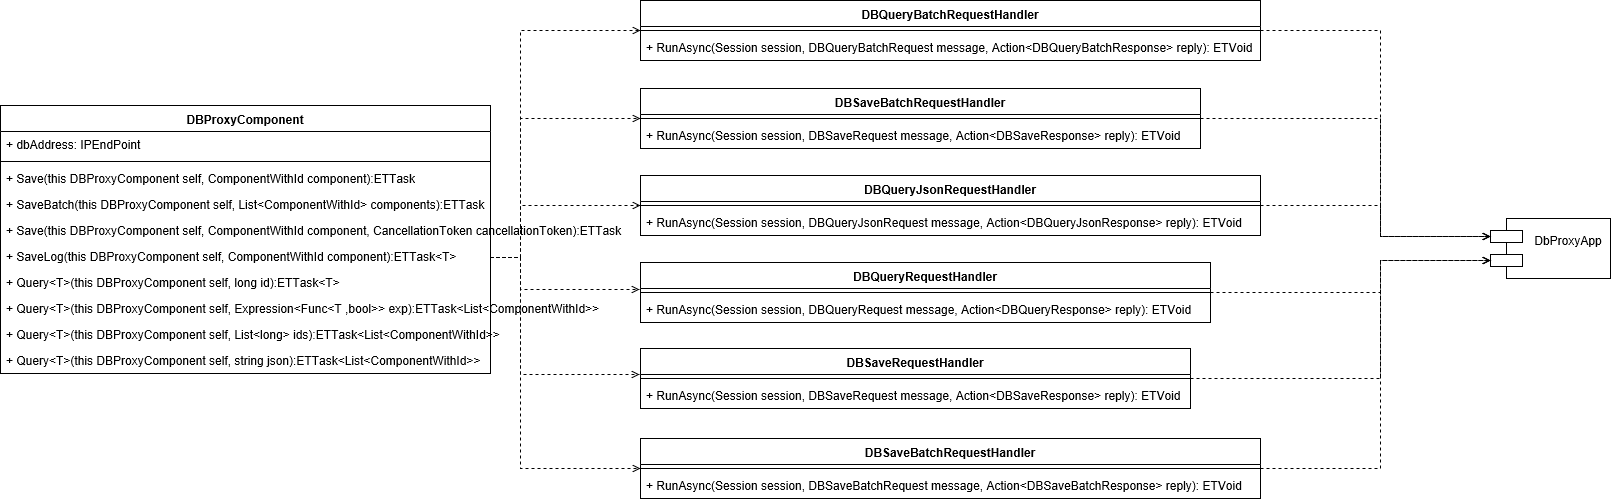 DBProxyComponent
+ dbAddress: IPEndPoint
+ Save(this DBProxyComponent self, ComponentWithId component):ETTask
+ SaveBatch(this DBProxyComponent self, List<ComponentWithId> components):ETTask
+ Save(this DBProxyComponent self, ComponentWithId component, CancellationToken cancellationToken):ETTask
+ SaveLog(this DBProxyComponent self, ComponentWithId component):ETTask<T>
+ Query<T>(this DBProxyComponent self, long id):ETTask<T>
+ Query<T>(this DBProxyComponent self, Expression<Func<T ,bool>> exp):ETTask<List<ComponentWithId>>
+ Query<T>(this DBProxyComponent self, List<long> ids):ETTask<List<ComponentWithId>>
+ Query<T>(this DBProxyComponent self, string json):ETTask<List<ComponentWithId>>
DBQueryBatchRequestHandler
+ RunAsync(Session session, DBQueryBatchRequest message, Action<DBQueryBatchResponse> reply): ETVoid
DBSaveBatchRequestHandler
+ RunAsync(Session session, DBSaveRequest message, Action<DBSaveResponse> reply): ETVoid
DBQueryJsonRequestHandler
+ RunAsync(Session session, DBQueryJsonRequest message, Action<DBQueryJsonResponse> reply): ETVoid
DBQueryRequestHandler
+ RunAsync(Session session, DBQueryRequest message, Action<DBQueryResponse> reply): ETVoid
DBSaveRequestHandler
+ RunAsync(Session session, DBSaveRequest message, Action<DBSaveResponse> reply): ETVoid
DBSaveBatchRequestHandler
+ RunAsync(Session session, DBSaveBatchRequest message, Action<DBSaveBatchResponse> reply): ETVoid
DbProxyApp